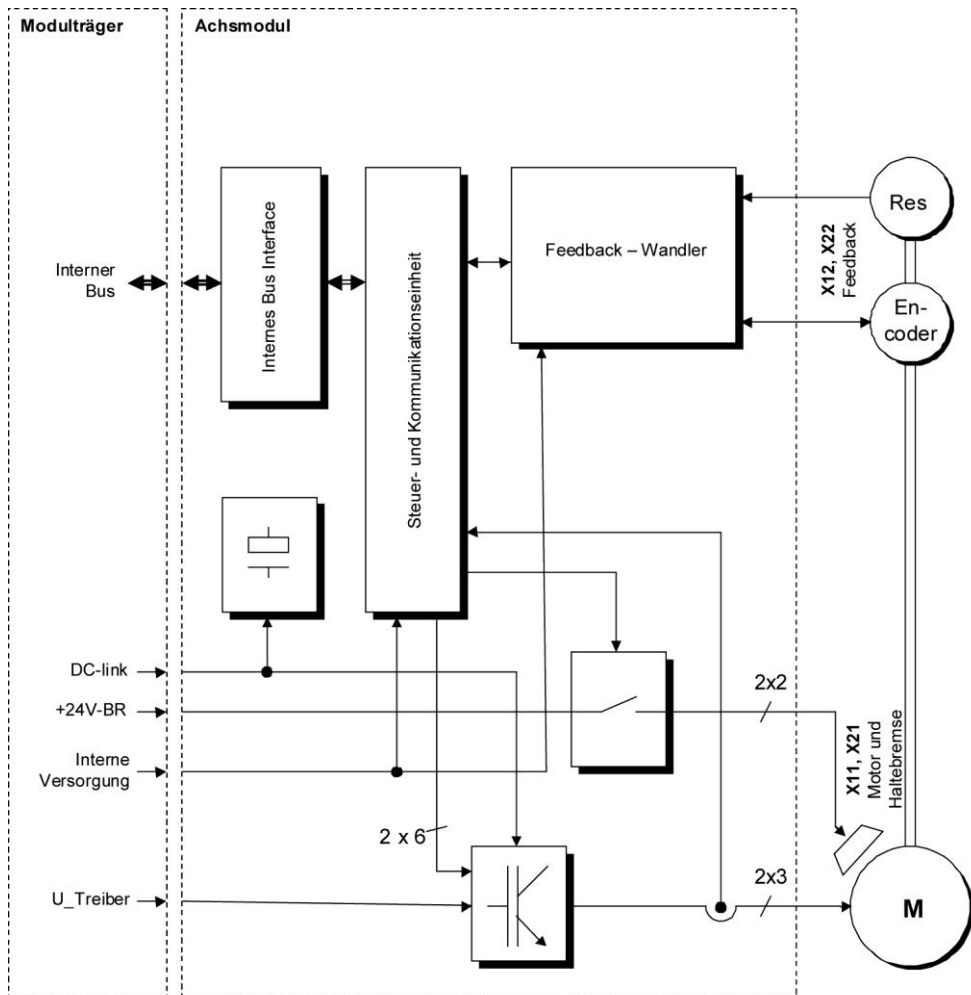 Modulträger
Achsmodul
Res
Feedback – Wandler
X12, X22
Feedback
Interner
Bus
Internes Bus Interface
Steuer- und Kommunikationseinheit
En-
coder
DC-link
+24V-BR
2x2
Interne
Versorgung
X11, X21
Motor und
Haltebremse
2 x 6
U_Treiber
2x3
M